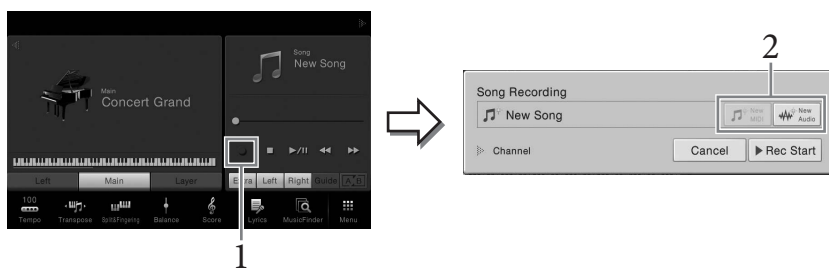 Song
New Song
Main
Concert Grand
Left Main Layer
Extra Left Right Guide A B
100
Tempo Transpose Split&Fingering Balance Score Lyrics MusicFinder Menu
1
2
Song Recording
New Song
New MIDI
New Audio
Channel
Cancel Rec Start